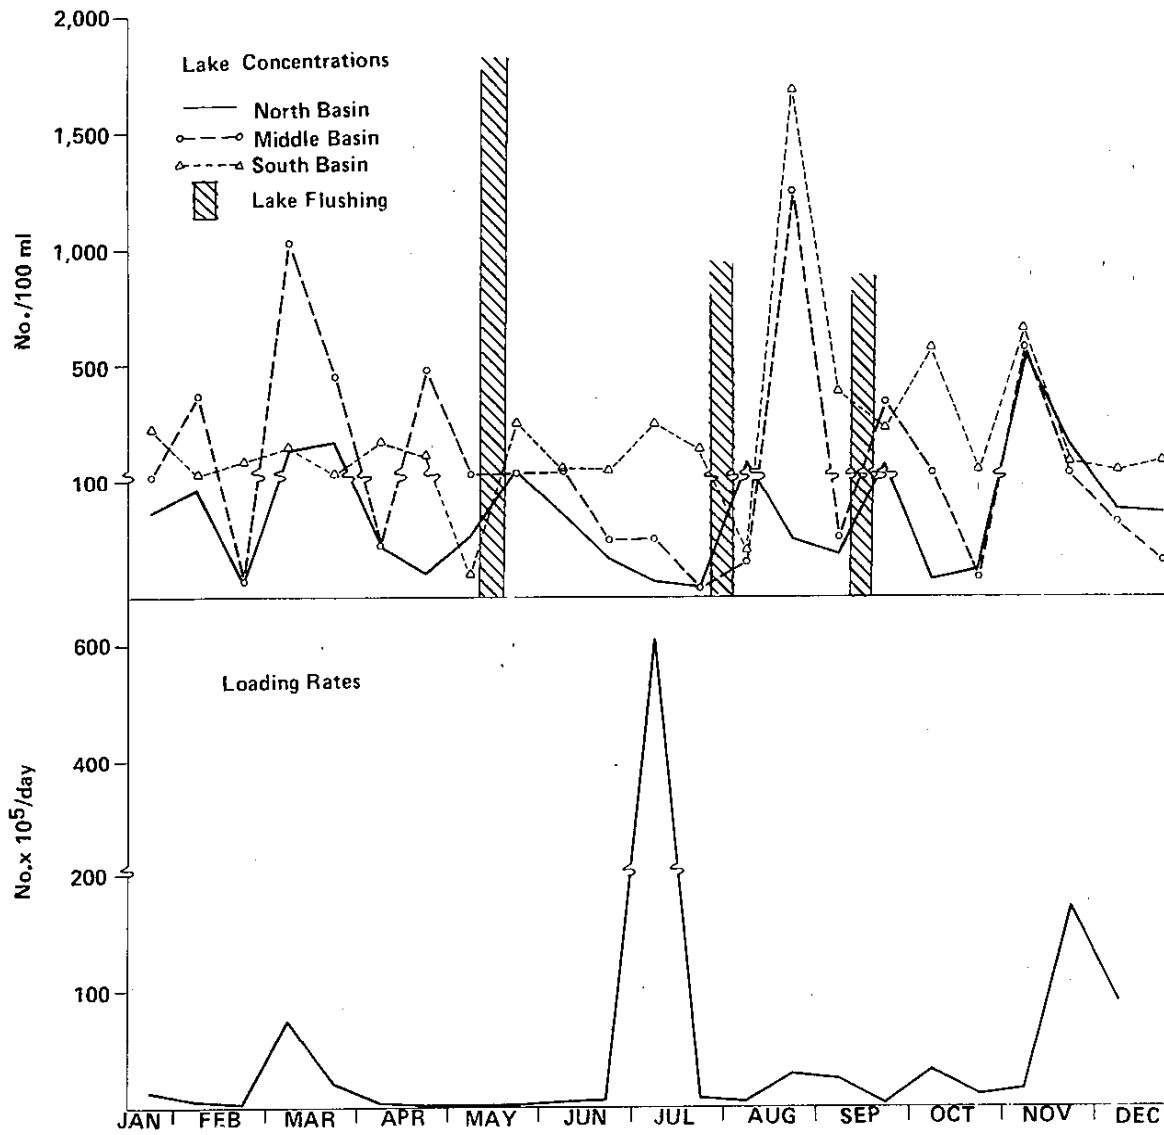 2,000
1,500
1,000
500
100
No./100 ml
Lake Concentrations
North Basin
Middle Basin
South Basin
Lake Flushing
600
400
200
100
No.x 10⁵/day
Loading Rates
JAN FEB MAR APR MAY JUN JUL AUG SEP OCT NOV DEC